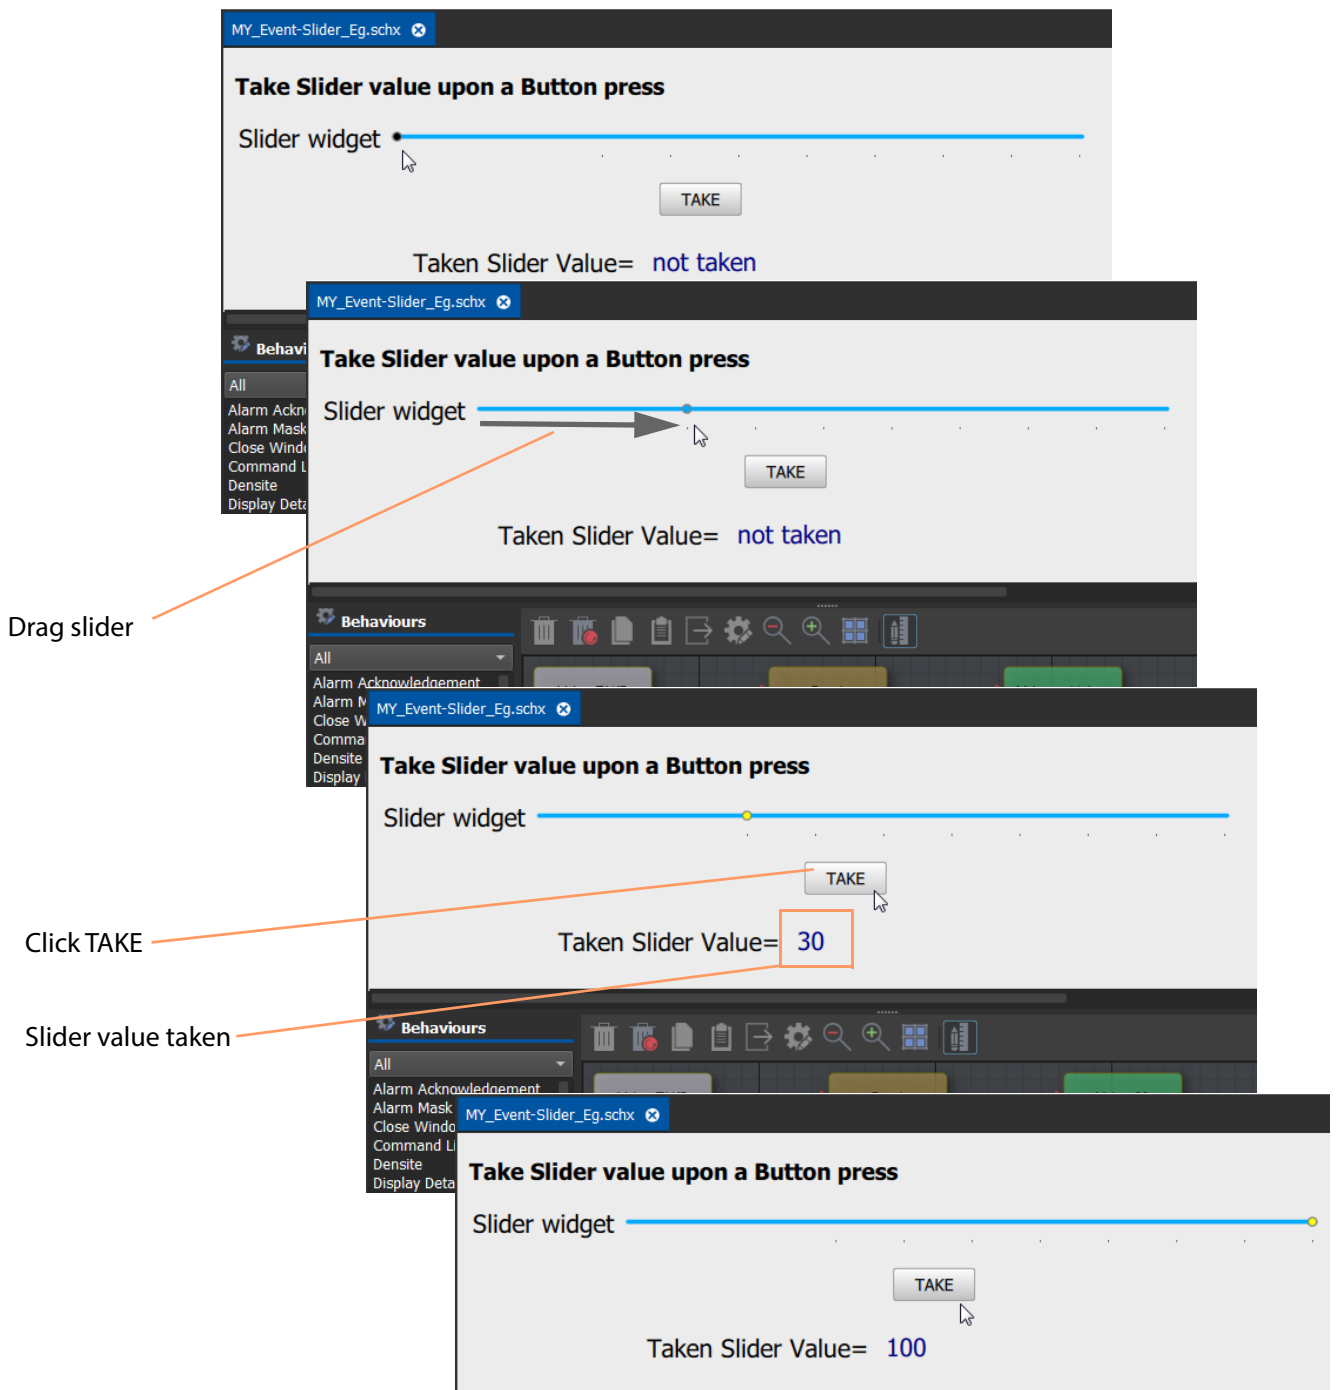 MY_Event-Slider_Eg.schx
Take Slider value upon a Button press
Slider widget
TAKE
Taken Slider Value= not taken
Behavi
All
Alarm Ackn
Alarm Mask
Close Windo
Command L
Densite
Display Deta
MY_Event-Slider_Eg.schx
Take Slider value upon a Button press
Slider widget
TAKE
Taken Slider Value= not taken
Drag slider
Behaviours
All
Alarm Acknowledgement
Alarm M
Close W
Comma
Densite
Display
MY_Event-Slider_Eg.schx
Take Slider value upon a Button press
Slider widget
TAKE
Click TAKE
Taken Slider Value= 30
Slider value taken
Behaviours
All
Alarm Acknowledgement
Alarm Mask
Close Windo
Command Li
Densite
Display Deta
MY_Event-Slider_Eg.schx
Take Slider value upon a Button press
Slider widget
TAKE
Taken Slider Value= 100